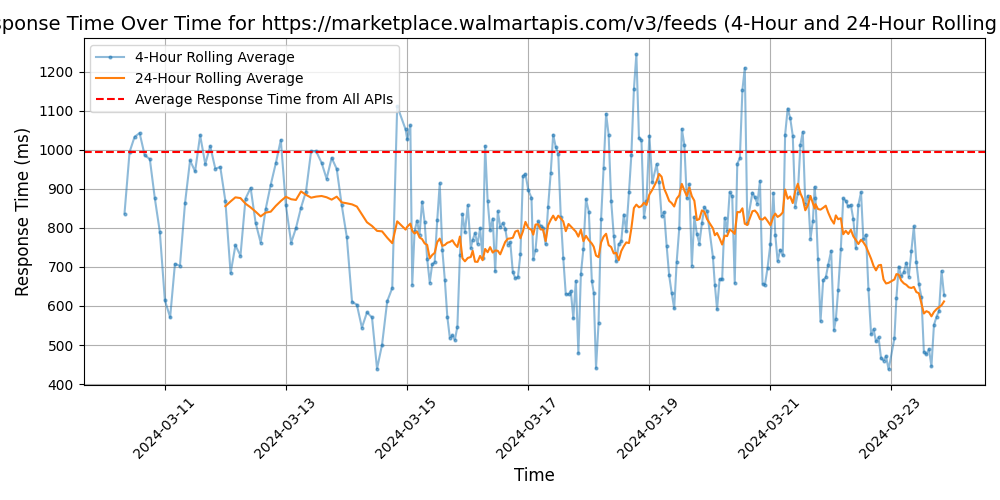 sponse Time Over Time for https://marketplace.walmartapis.com/v3/feeds (4-Hour and 24-Hour Rolling
4-Hour Rolling Average
24-Hour Rolling Average
Average Response Time from All APIs
Response Time (ms)
1200
1100
1000
900
800
700
600
500
400
2024-03-11
2024-03-13
2024-03-15
2024-03-17
2024-03-19
2024-03-21
2024-03-23
Time